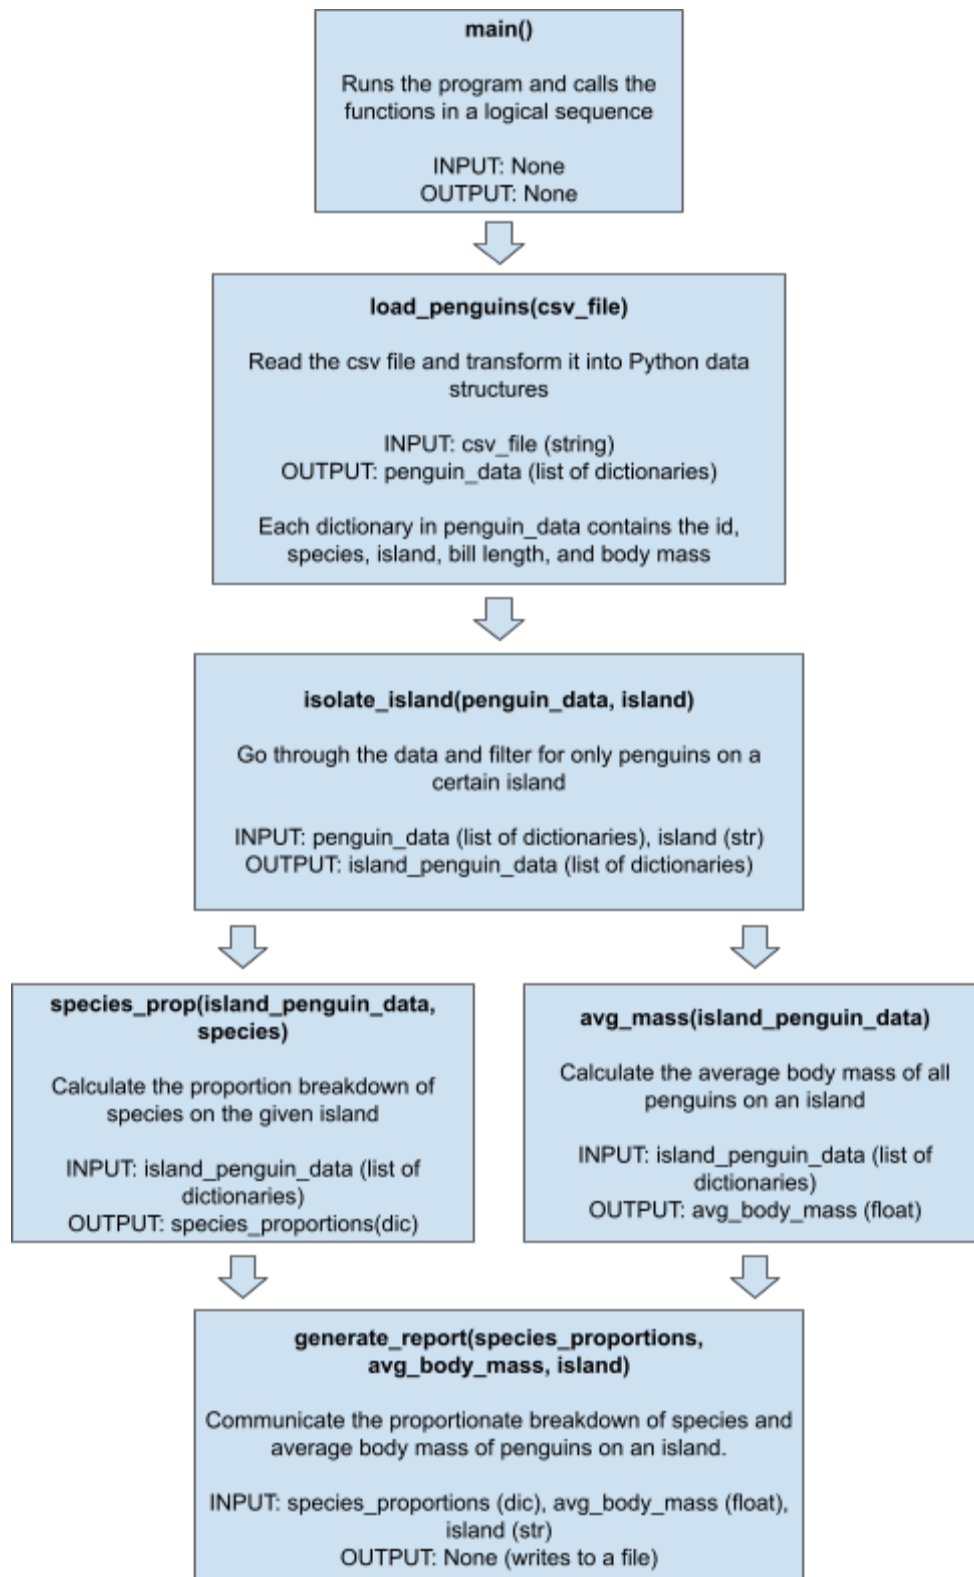 main()
Runs the program and calls the
functions in a logical sequence
INPUT: None
OUTPUT: None
load_penguins(csv_file)
Read the csv file and transform it into Python data
structures
INPUT: csv_file (string)
OUTPUT: penguin_data (list of dictionaries)
Each dictionary in penguin_data contains the id,
species, island, bill length, and body mass
isolate_island(penguin_data, island)
Go through the data and filter for only penguins on a
certain island
INPUT: penguin_data (list of dictionaries), island (str)
OUTPUT: island_penguin_data (list of dictionaries)
species_prop(island_penguin_data,
species)
Calculate the proportion breakdown of
species on the given island
INPUT: island_penguin_data (list of
dictionaries)
OUTPUT: species_proportions(dic)
avg_mass(island_penguin_data)
Calculate the average body mass of all
penguins on an island
INPUT: island_penguin_data (list of
dictionaries)
OUTPUT: avg_body_mass (float)
generate_report(species_proportions,
avg_body_mass, island)
Communicate the proportionate breakdown of species and
average body mass of penguins on an island.
INPUT: species_proportions (dic), avg_body_mass (float),
island (str)
OUTPUT: None (writes to a file)